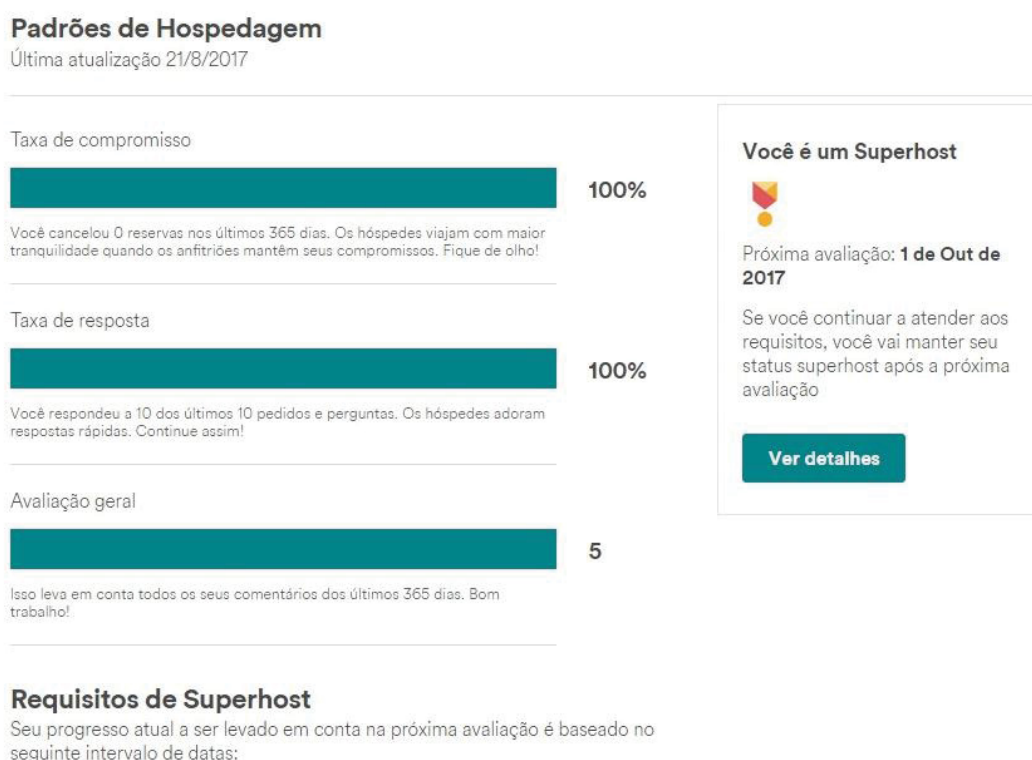 Padrões de Hospedagem
Última atualização 21/8/2017
Taxa de compromisso
100%
Você cancelou 0 reservas nos últimos 365 dias. Os hóspedes viajam com maior
tranquilidade quando os anfitriões mantêm seus compromissos. Fique de olho!
Taxa de resposta
100%
Você respondeu a 10 dos últimos 10 pedidos e perguntas. Os hóspedes adoram
respostas rápidas. Continue assim!
Avaliação geral
5
Isso leva em conta todos os seus comentários dos últimos 365 dias. Bom
trabalho!
Você é um Superhost
Próxima avaliação: 1 de Out de
2017
Se você continuar a atender aos
requisitos, você vai manter seu
status superhost após a próxima
avaliação
Ver detalhes
Requisitos de Superhost
Seu progresso atual a ser levado em conta na próxima avaliação é baseado no
seguinte intervalo de datas: